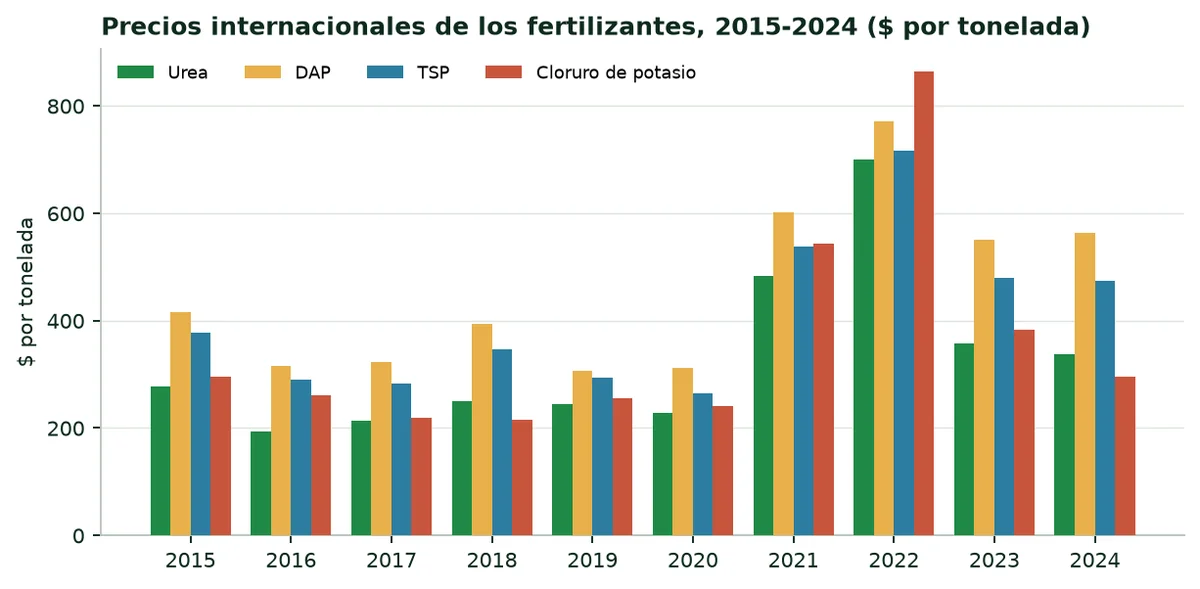 Precios internacionales de los fertilizantes, 2015-2024 ($ por tonelada)
Urea DAP TSP Cloruro de potasio
$ por tonelada
800
600
400
200
0
2015 2016 2017 2018 2019 2020 2021 2022 2023 2024